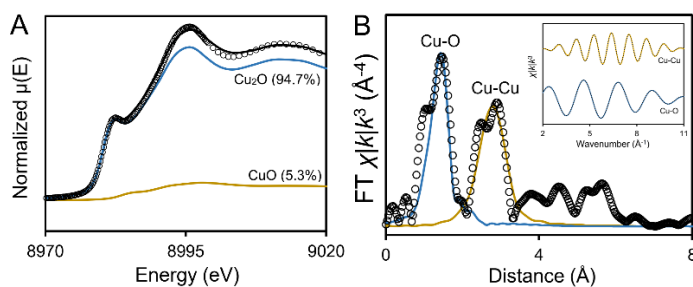 A
Normalized μ(E)
Cu₂O (94.7%)
CuO (5.3%)
8970
8995
9020
Energy (eV)
B
FT χ|k|k³ (Å-4)
Cu–O
Cu–Cu
χ|k|k³
Cu–Cu
Cu–O
2
5
8
11
Wavenumber (Å⁻¹)
0
4
8
Distance (Å)